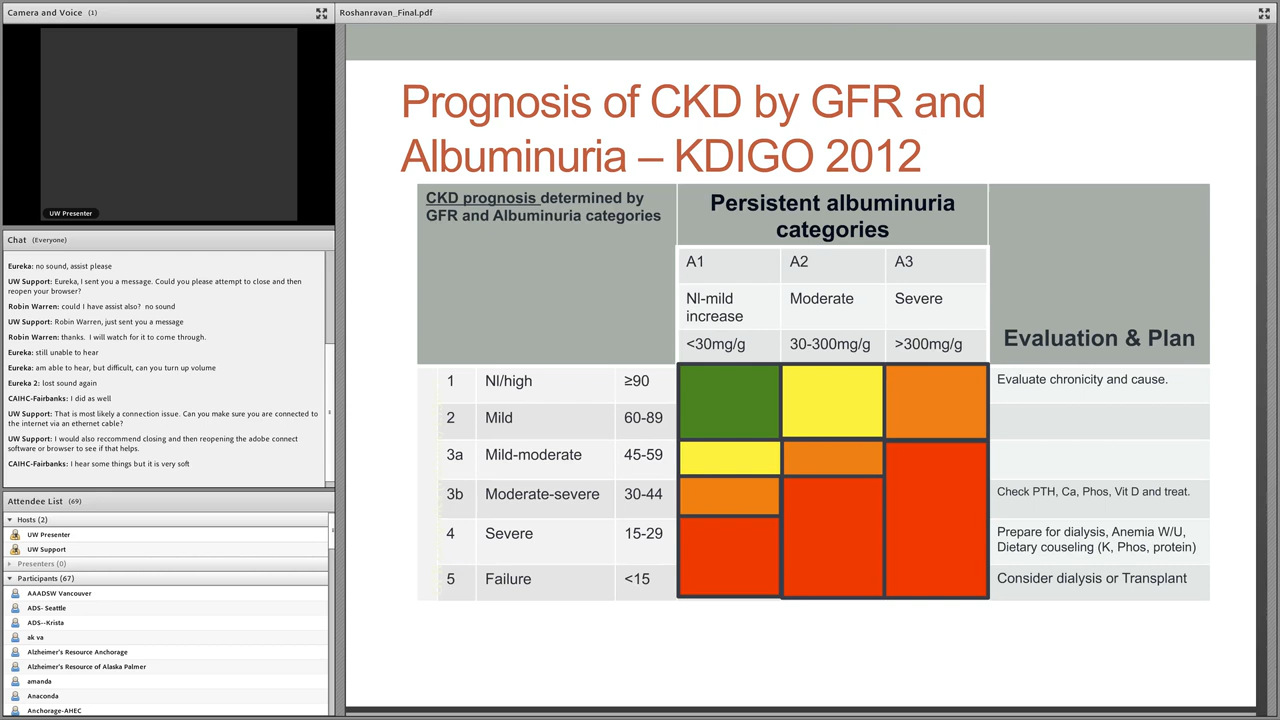 Camera and Voice (1)
UW Presenter
Chat (Everyone)
Eureka: no sound, assist please
UW Support: Eureka, I sent you a message. Could you please attempt to close and then
reopen your browser?
Robin Warren: could I have assist also? no sound
UW Support: Robin Warren, just sent you a message
Robin Warren: thanks. I will watch for it to come through.
Eureka: still unable to hear
Eureka: am able to hear, but difficult, can you turn up volume
Eureka 2: lost sound again
CAIHC-Fairbanks: I did as well
UW Support: That is most likely a connection issue. Can you make sure you are connected to
the internet via an ethernet cable?
UW Support: I would also reccommend closing and then reopening the adobe connect
software or browser to see if that helps.
CAIHC-Fairbanks: I hear some things but it is very soft
Attendee List (69)
Hosts (2)
UW Presenter
UW Support
Presenters (0)
Participants (67)
AAADSW Vancouver
ADS- Seattle
ADS--Krista
ak va
Alzheimer's Resource Anchorage
Alzheimer's Resource of Alaska Palmer
amanda
Anaconda
Anchorage-AHEC
Roshanravan_Final.pdf
Prognosis of CKD by GFR and
Albuminuria – KDIGO 2012
CKD prognosis determined by
GFR and Albuminuria categories
Persistent albuminuria
categories
Evaluation & Plan
A1 A2 A3
Nl-mild
increase
Moderate Severe
<30mg/g 30-300mg/g >300mg/g
1 Nl/high ≥90 Evaluate chronicity and cause.
2 Mild 60-89
3a Mild-moderate 45-59
3b Moderate-severe 30-44 Check PTH, Ca, Phos, Vit D and treat.
4 Severe 15-29 Prepare for dialysis, Anemia W/U,
Dietary couseling (K, Phos, protein)
5 Failure <15 Consider dialysis or Transplant